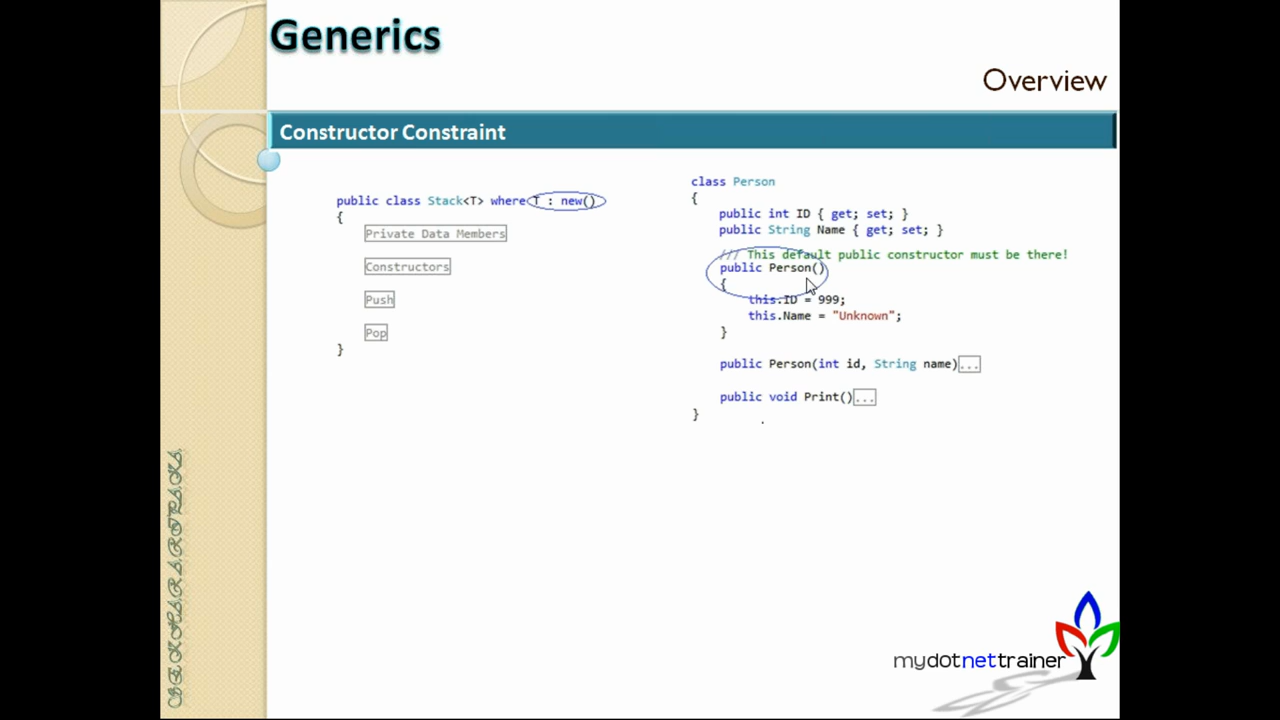 Generics
Overview
Constructor Constraint
public class Stack<T> where T : new()
{
Private Data Members
Constructors
Push
Pop
}
class Person
{
public int ID { get; set; }
public String Name { get; set; }
/// This default public constructor must be there!
public Person()
{
this.ID = 999;
this.Name = "Unknown";
}
public Person(int id, String name)...
public void Print()...
}
mydotnettrainer